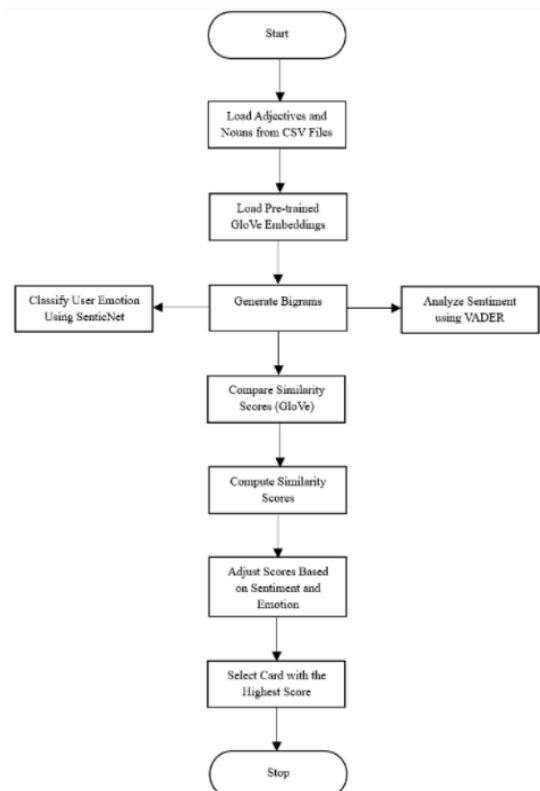 Start
Load Adjectives and
Nouns from CSV Files
Load Pre-trained
GloVe Embeddings
Classify User Emotion
Using SenticNet
Generate Bigrams
Analyze Sentiment
using VADER
Compare Similarity
Scores (GloVe)
Compute Similarity
Scores
Adjust Scores Based
on Sentiment and
Emotion
Select Card with the
Highest Score
Stop